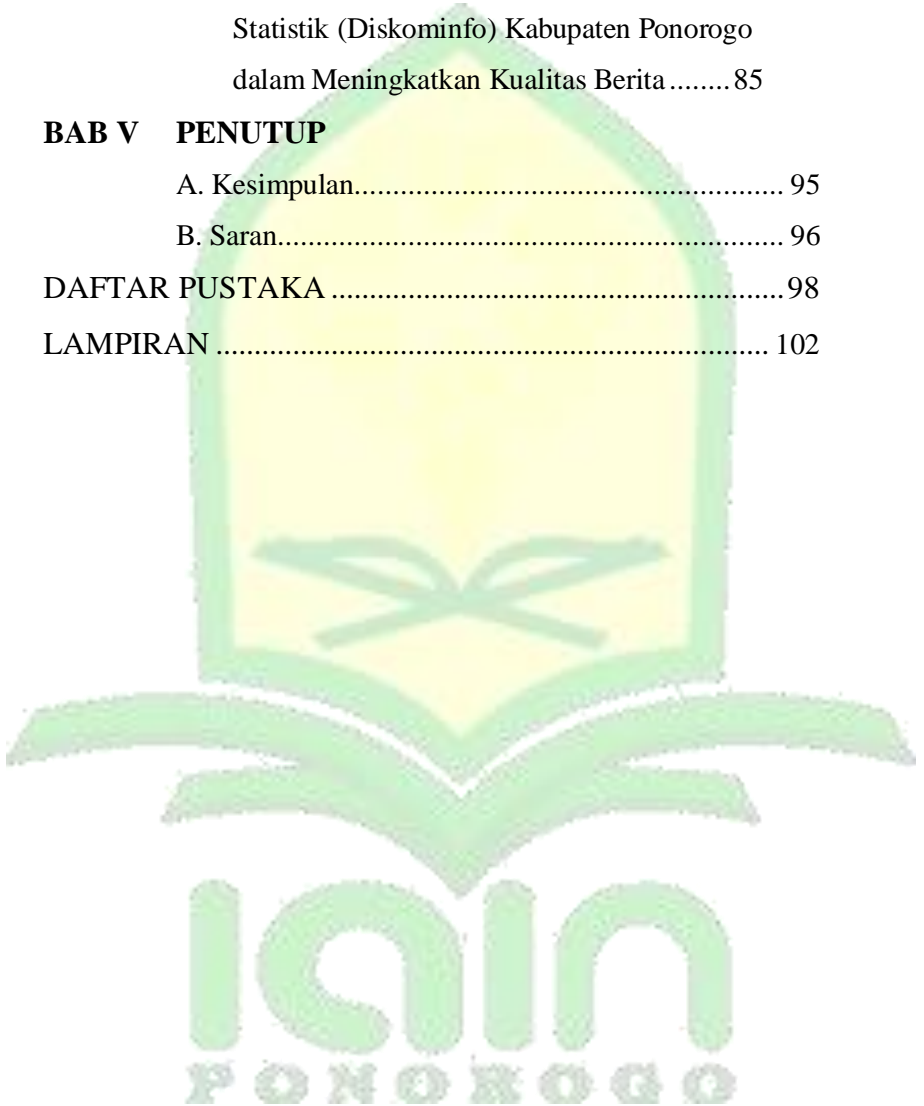 Statistik (Diskominfo) Kabupaten Ponorogo
dalam Meningkatkan Kualitas Berita ........ 85
BAB V PENUTUP
A. Kesimpulan......................................................... 95
B. Saran.................................................................... 96
DAFTAR PUSTAKA ............................................................98
LAMPIRAN .......................................................................... 102
iain
PONOROGO